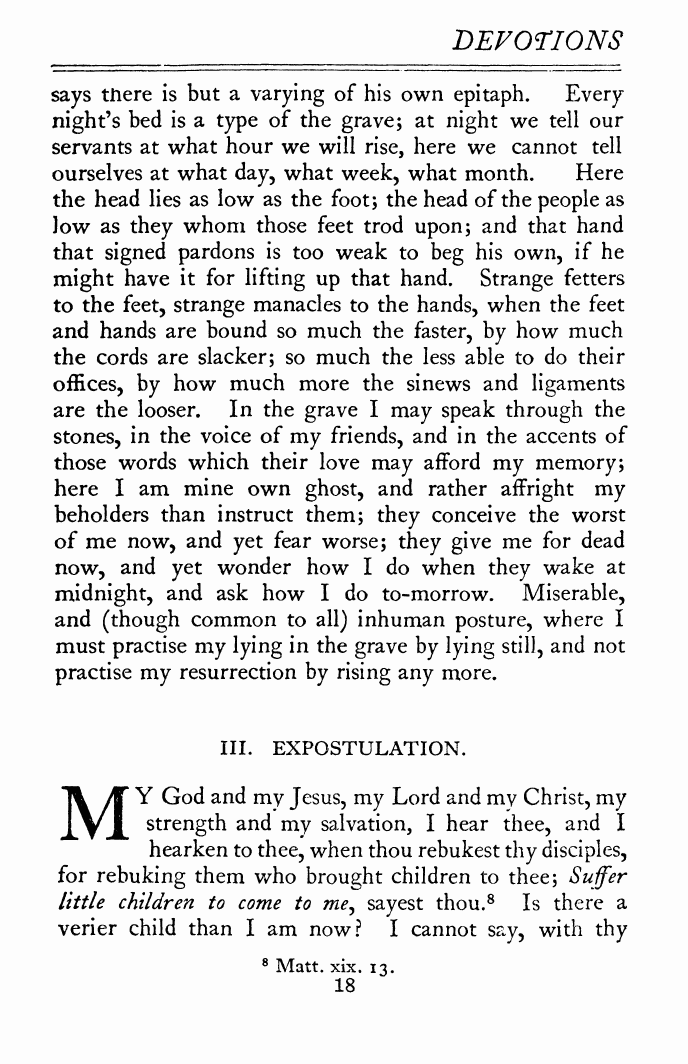 DEVOTIONS
says there is but a varying of his own epitaph. Every
night's bed is a type of the grave; at night we tell our
servants at what hour we will rise, here we cannot tell
ourselves at what day, what week, what month. Here
the head lies as low as the foot; the head of the people as
low as they whom those feet trod upon; and that hand
that signed pardons is too weak to beg his own, if he
might have it for lifting up that hand. Strange fetters
to the feet, strange manacles to the hands, when the feet
and hands are bound so much the faster, by how much
the cords are slacker; so much the less able to do their
offices, by how much more the sinews and ligaments
are the looser. In the grave I may speak through the
stones, in the voice of my friends, and in the accents of
those words which their love may afford my memory;
here I am mine own ghost, and rather affright my
beholders than instruct them; they conceive the worst
of me now, and yet fear worse; they give me for dead
now, and yet wonder how I do when they wake at
midnight, and ask how I do to-morrow. Miserable,
and (though common to all) inhuman posture, where I
must practise my lying in the grave by lying still, and not
practise my resurrection by rising any more.
III. EXPOSTULATION.
MY God and my Jesus, my Lord and my Christ, my
strength and my salvation, I hear thee, and I
hearken to thee, when thou rebukest thy disciples,
for rebuking them who brought children to thee; Suffer
little children to come to me, sayest thou.⁸ Is there a
verier child than I am now? I cannot say, with thy
⁸ Matt. xix. 13.
18